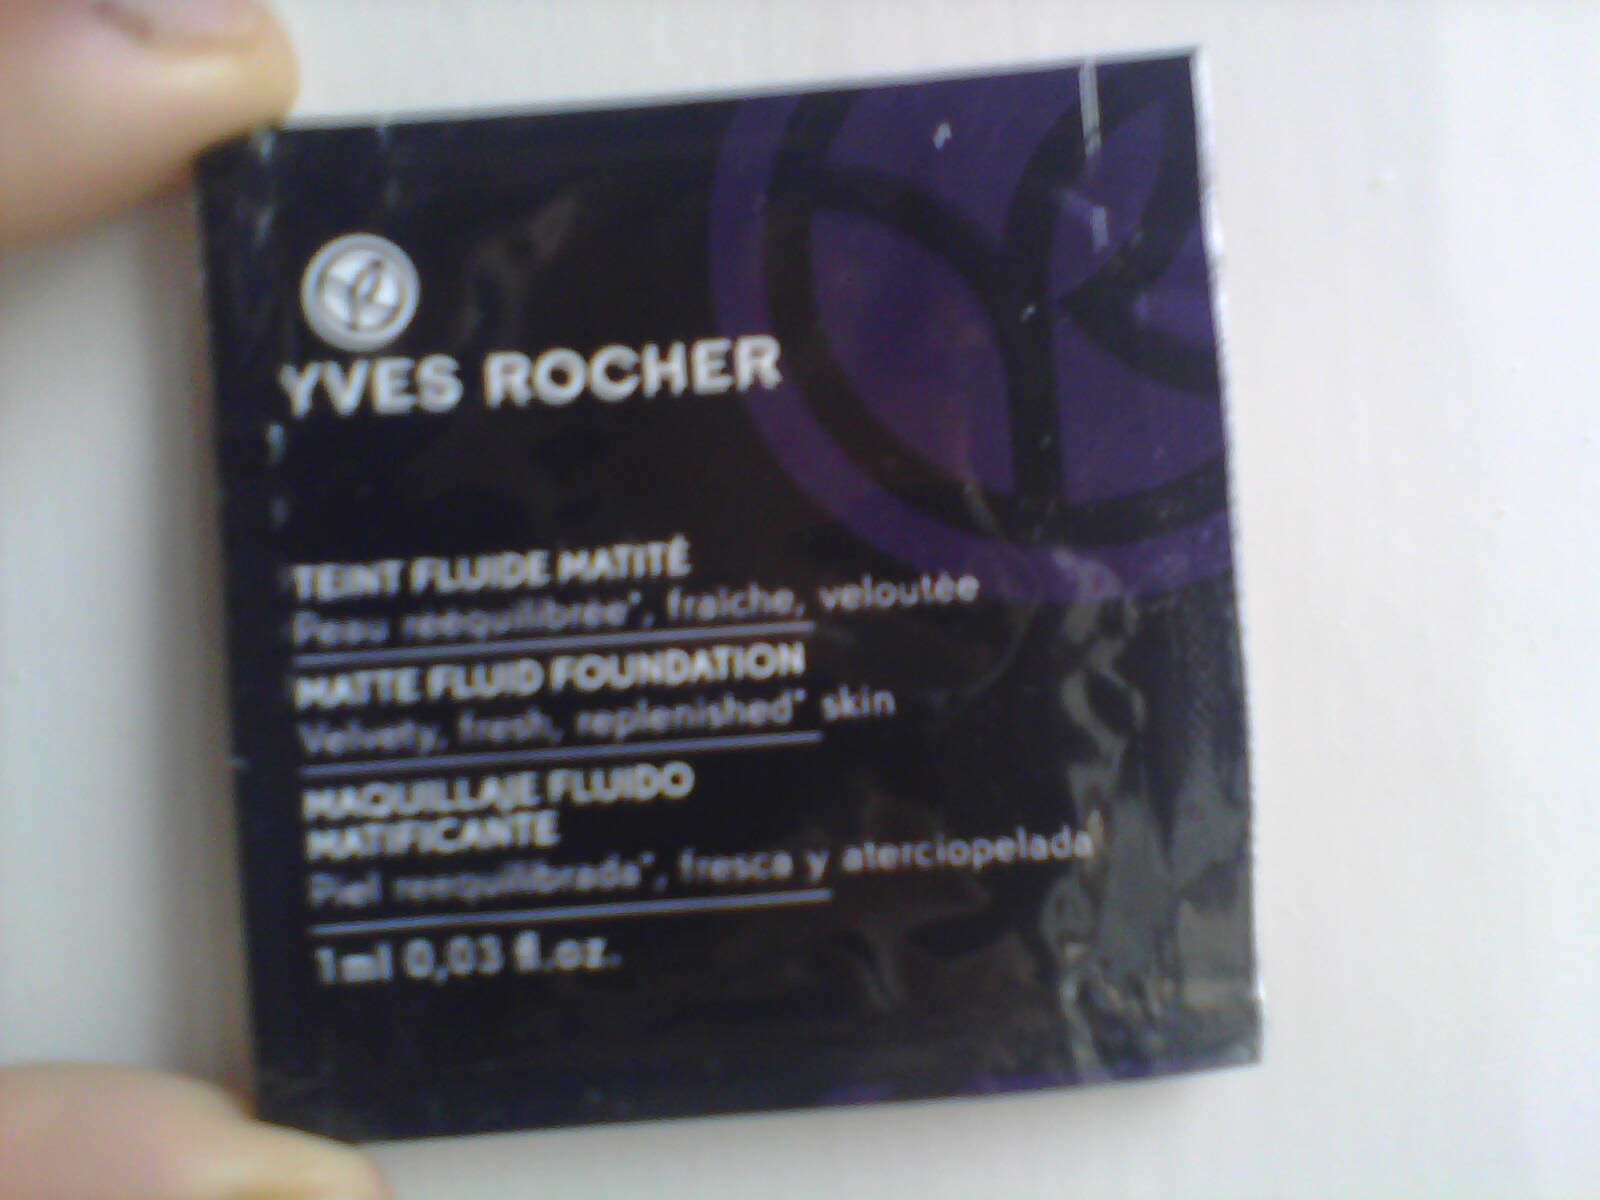 YVES ROCHER
TEINT FLUIDE MATITÉ
Peau rééquilibrée*, fraîche, veloutée
MATTE FLUID FOUNDATION
Velvety, fresh, replenished* skin
MAQUILLAJE FLUIDO
MATIFICANTE
Piel reequilibrada*, fresca y aterciopelada
1ml 0,03 fl.oz.